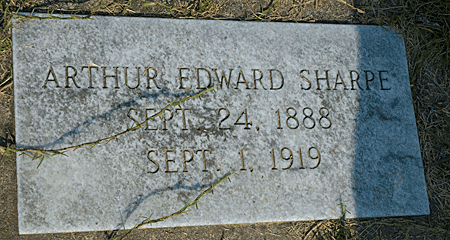 ARTHUR EDWARD SHARPE
SEPT. 24, 1888
SEPT. 1, 1919